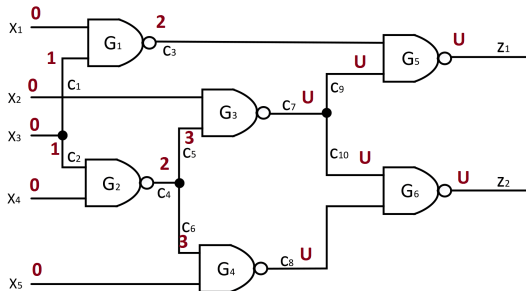 0 2
X₁ G₁ C₃ U
1 U G₅ Z₁
C₁ C₉
0
X₂ G₃ C₇ U
0
X₃ 3
1 C₂ 2 C₅ C₁₀ U U
G₂ C₄ G₆ Z₂
0
X₄ C₆
3 U
0 G₄ C₈
X₅